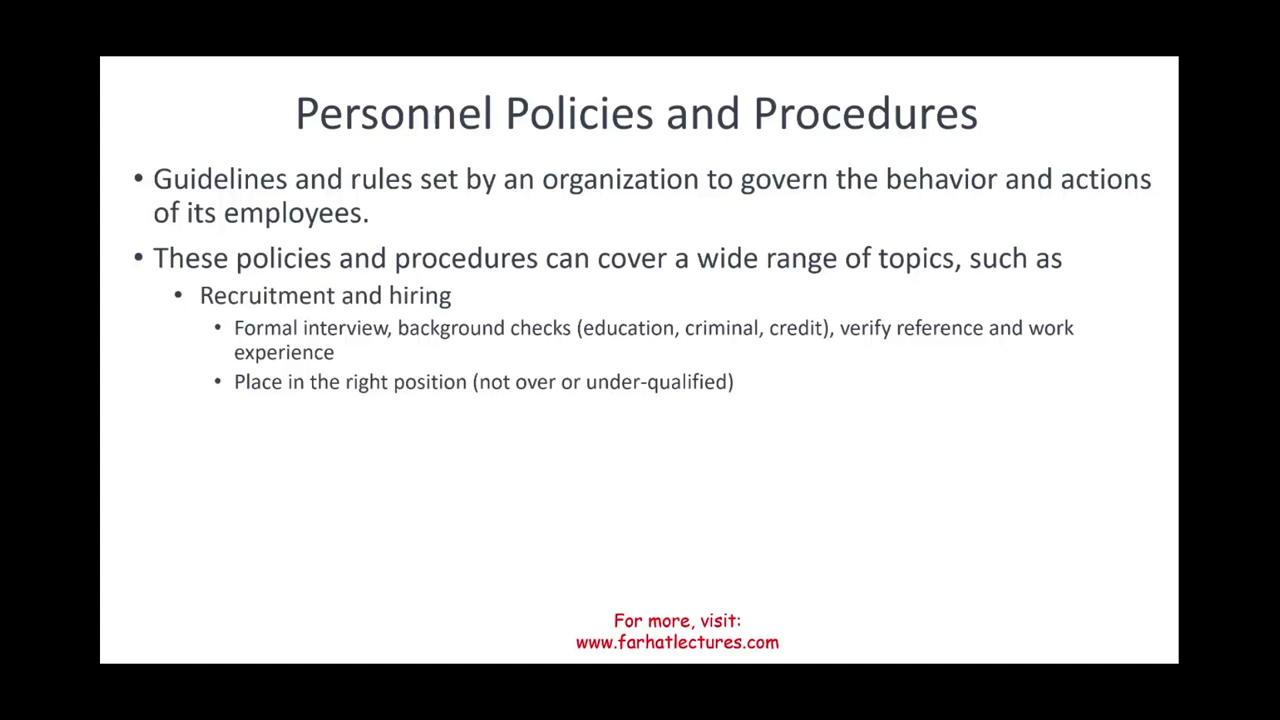 Personnel Policies and Procedures
• Guidelines and rules set by an organization to govern the behavior and actions
of its employees.
• These policies and procedures can cover a wide range of topics, such as
• Recruitment and hiring
• Formal interview, background checks (education, criminal, credit), verify reference and work
experience
• Place in the right position (not over or under-qualified)
For more, visit:
www.farhatlectures.com